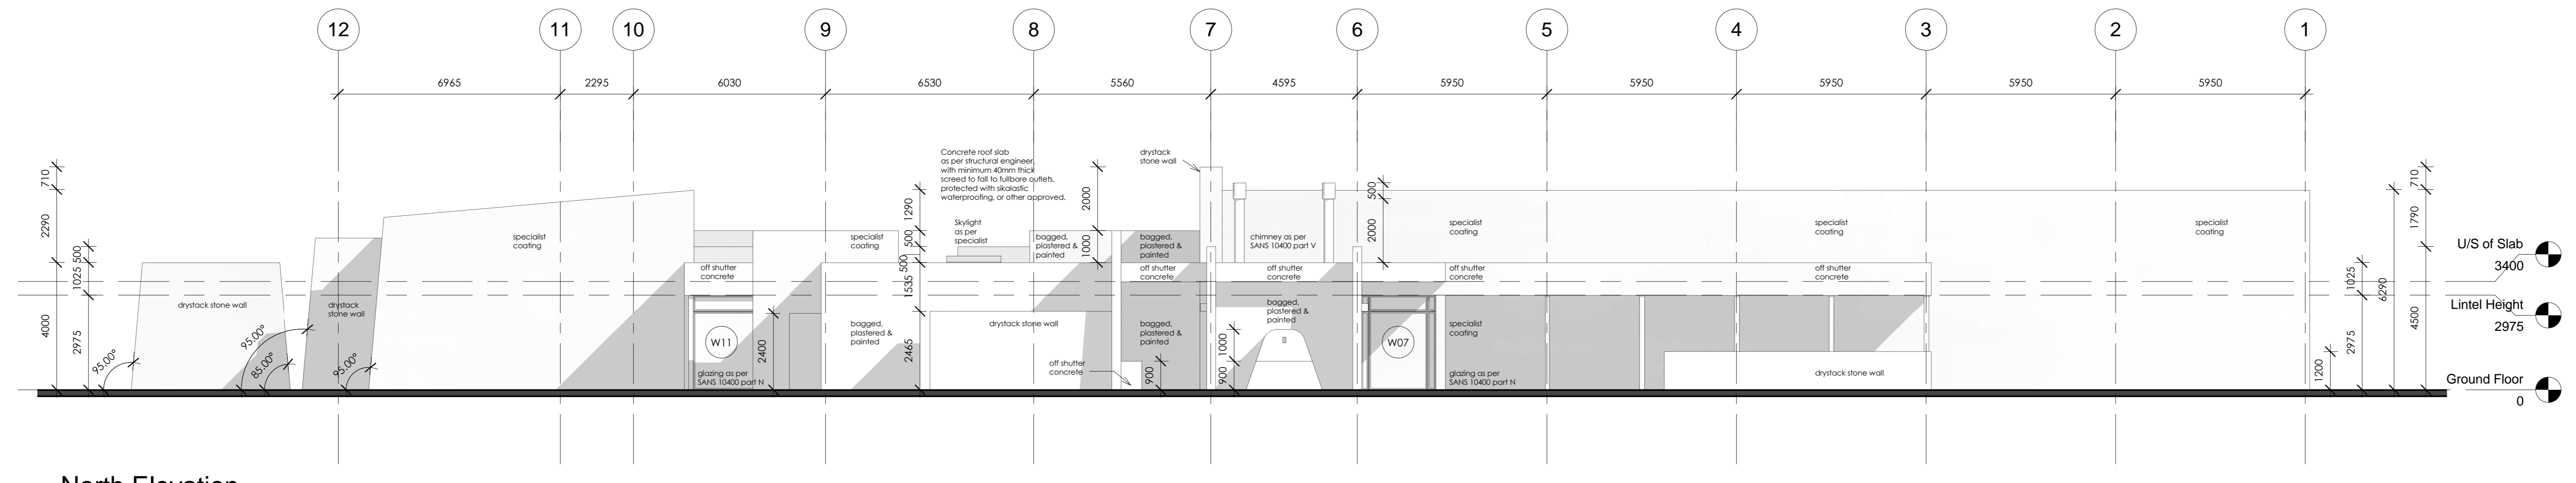 12
11
10
9
8
7
6
5
4
3
2
1
6965
2295
6030
6530
5560
4595
5950
5950
5950
5950
5950
Concrete roof slab
as per structural engineer,
with minimum 40mm thick
screed to fall to fullbore outlets.
protected with sikalastic
waterproofing, or other approved.
drystack
stone wall
710
2290
4000
500
1025
2975
drystack stone wall
drystack
stone wall
95.00°
95.00°
85.00°
95.00°
specialist
coating
off shutter
concrete
W11
glazing as per
SANS 10400 part N
2400
specialist
coating
bagged,
plastered &
painted
1290
500
500
1535
2465
Skylight
as per
specialist
drystack stone wall
bagged,
plastered &
painted
2000
1000
bagged,
plastered &
painted
off shutter
concrete
bagged,
plastered &
painted
off shutter
concrete
900
chimney as per
SANS 10400 part V
off shutter
concrete
bagged,
plastered &
painted
1000
900
500
2000
W07
specialist
coating
off shutter
concrete
specialist
coating
glazing as per
SANS 10400 part N
specialist
coating
off shutter
concrete
drystack stone wall
specialist
coating
1200
1025
2975
6290
710
1790
4500
U/S of Slab
3400
Lintel Height
2975
Ground Floor
0
North Elevation